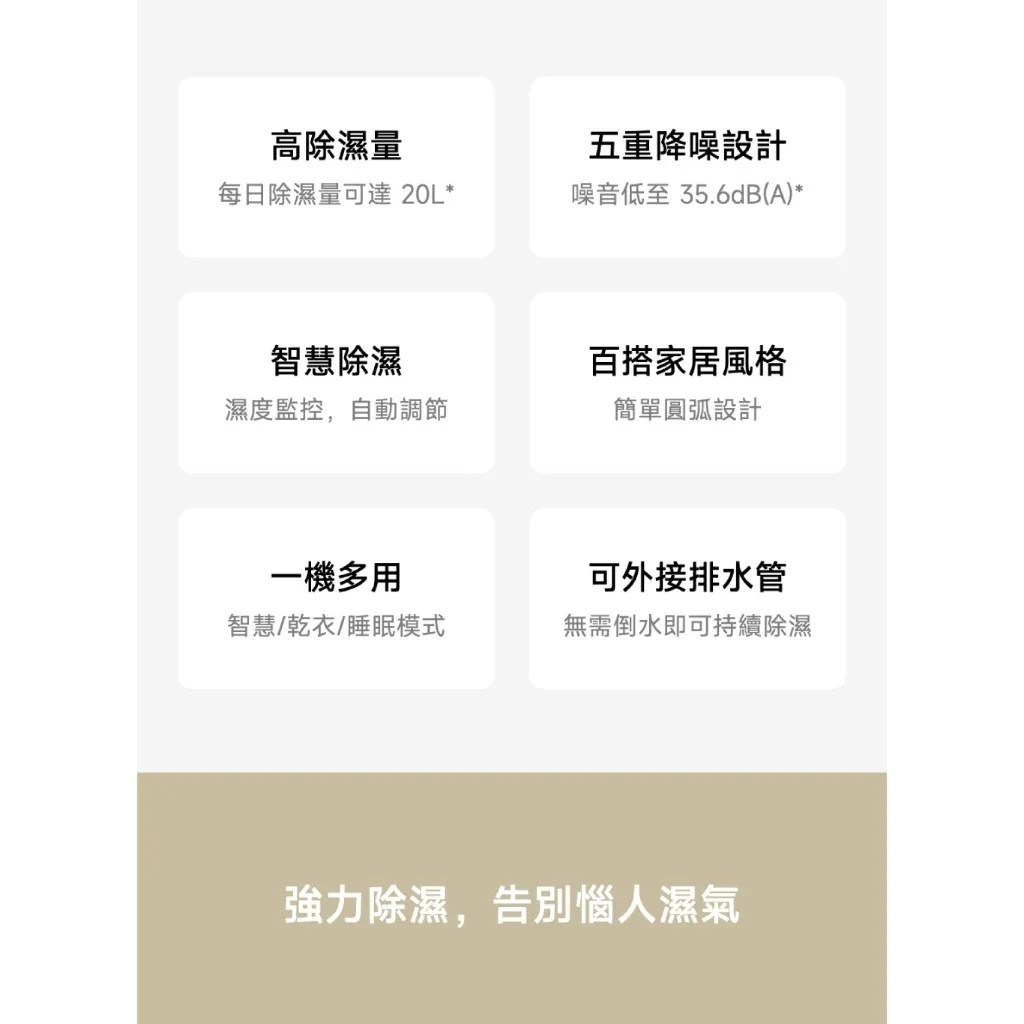 高除濕量
每日除濕量可達 20L*
五重降噪設計
噪音低至 35.6dB(A)*
智慧除濕
濕度監控，自動調節
百搭家居風格
簡單圓弧設計
一機多用
智慧/乾衣/睡眠模式
可外接排水管
無需倒水即可持續除濕
強力除濕，告別惱人濕氣